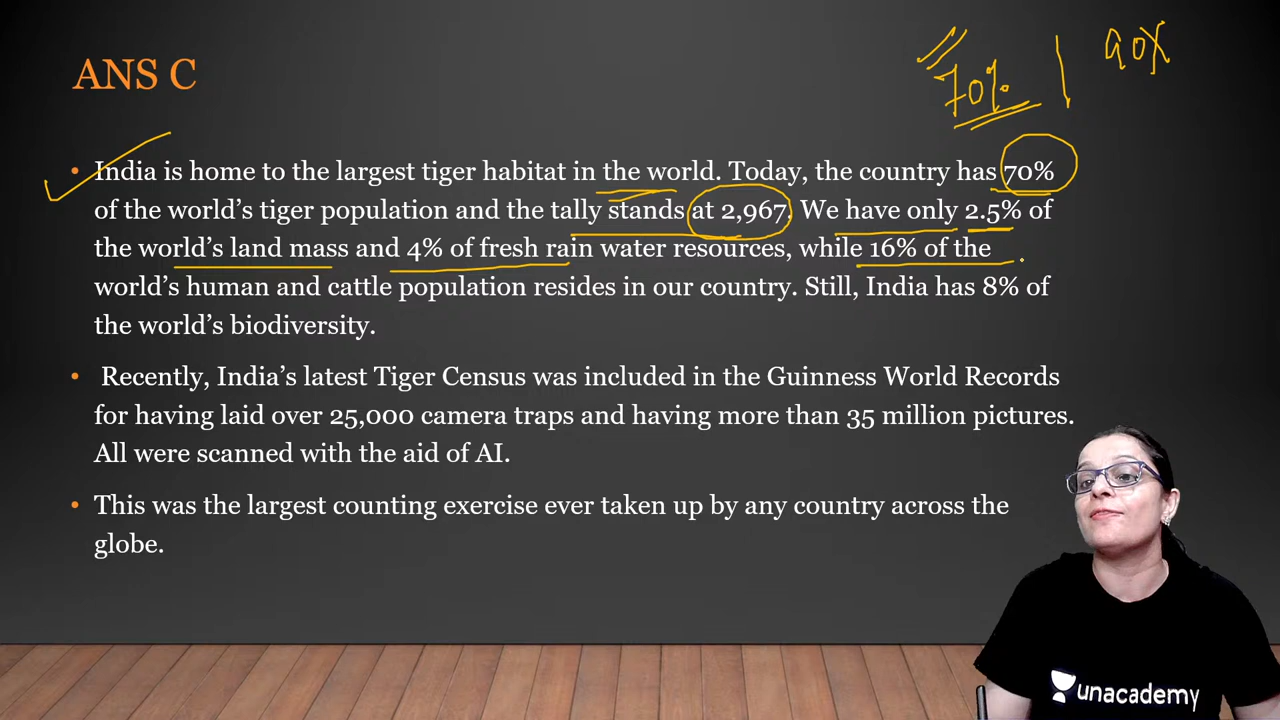 ANS C
70% | 90%
• India is home to the largest tiger habitat in the world. Today, the country has 70%
of the world's tiger population and the tally stands at 2,967. We have only 2.5% of
the world's land mass and 4% of fresh rain water resources, while 16% of the
world's human and cattle population resides in our country. Still, India has 8% of
the world's biodiversity.
• Recently, India's latest Tiger Census was included in the Guinness World Records
for having laid over 25,000 camera traps and having more than 35 million pictures.
All were scanned with the aid of AI.
• This was the largest counting exercise ever taken up by any country across the
globe.
unacademy